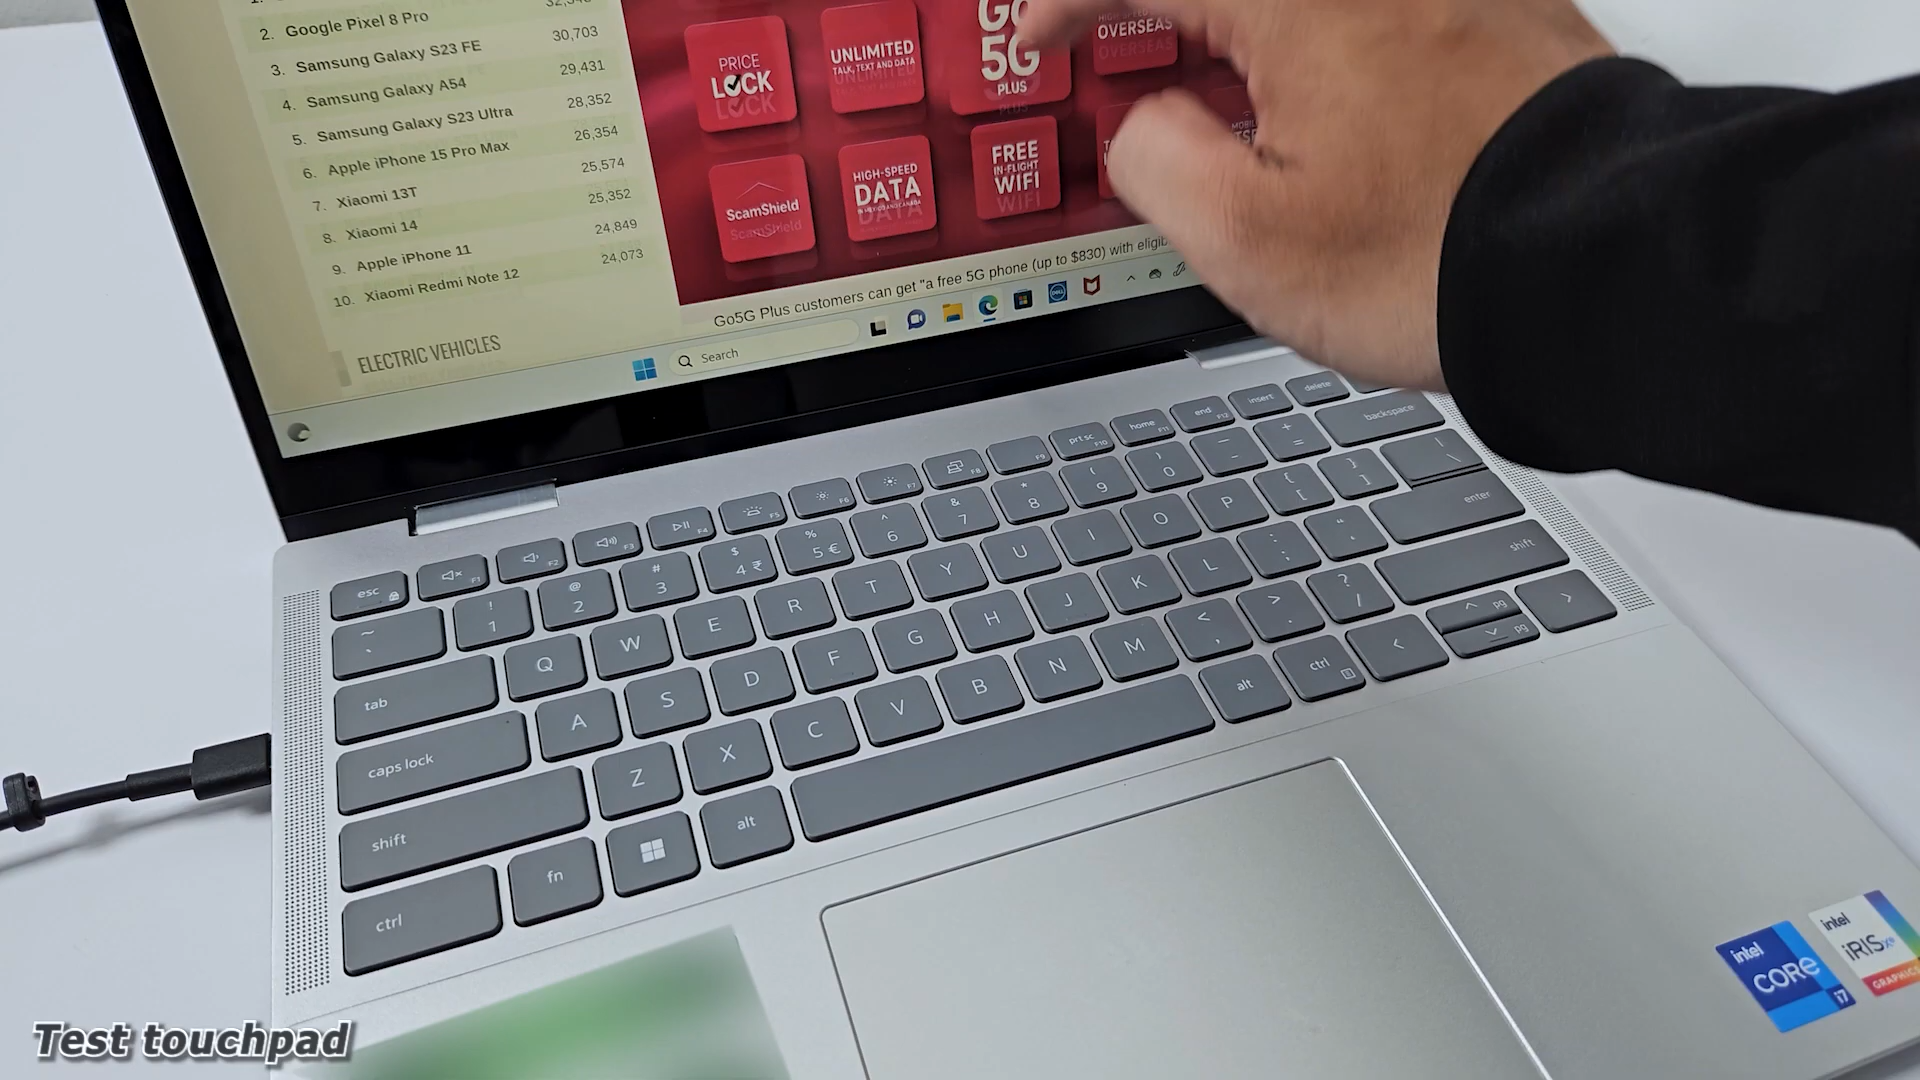 2. Google Pixel 8 Pro
3. Samsung Galaxy S23 FE 30,703
4. Samsung Galaxy A54 29,431
5. Samsung Galaxy S23 Ultra 28,352
6. Apple iPhone 15 Pro Max 26,354
7. Xiaomi 13T 25,574
8. Xiaomi 14 25,352
9. Apple iPhone 11 24,849
10. Xiaomi Redmi Note 12 24,073
ELECTRIC VEHICLES
PRICE
LOCK
UNLIMITED
TALK, TEXT AND DATA
Go
5G
PLUS
OVERSEAS
ScamShield
HIGH-SPEED
DATA
IN MEXICO AND CANADA
FREE
IN-FLIGHT
WIFI
Go5G Plus customers can get "a free 5G phone (up to $830) with
Search
esc F1 F2 F3 F4 F5 F6 F7 F8 F9 prt sc F10 home F11 end F12 insert delete
~ ` ! 1 @ 2 # 3 $ 4 ₹ % 5 € ^ 6 & 7 * 8 ( 9 ) 0 _ - + = backspace
tab Q W E R T Y U I O P { [ } ] | \
caps lock A S D F G H J K L : ; " ' enter
shift Z X C V B N M < , > . ? / shift
ctrl fn alt alt ctrl < ^ pg v pg >
intel
CORE
i7
intel
iRIS Xe
GRAPHICS
Test touchpad